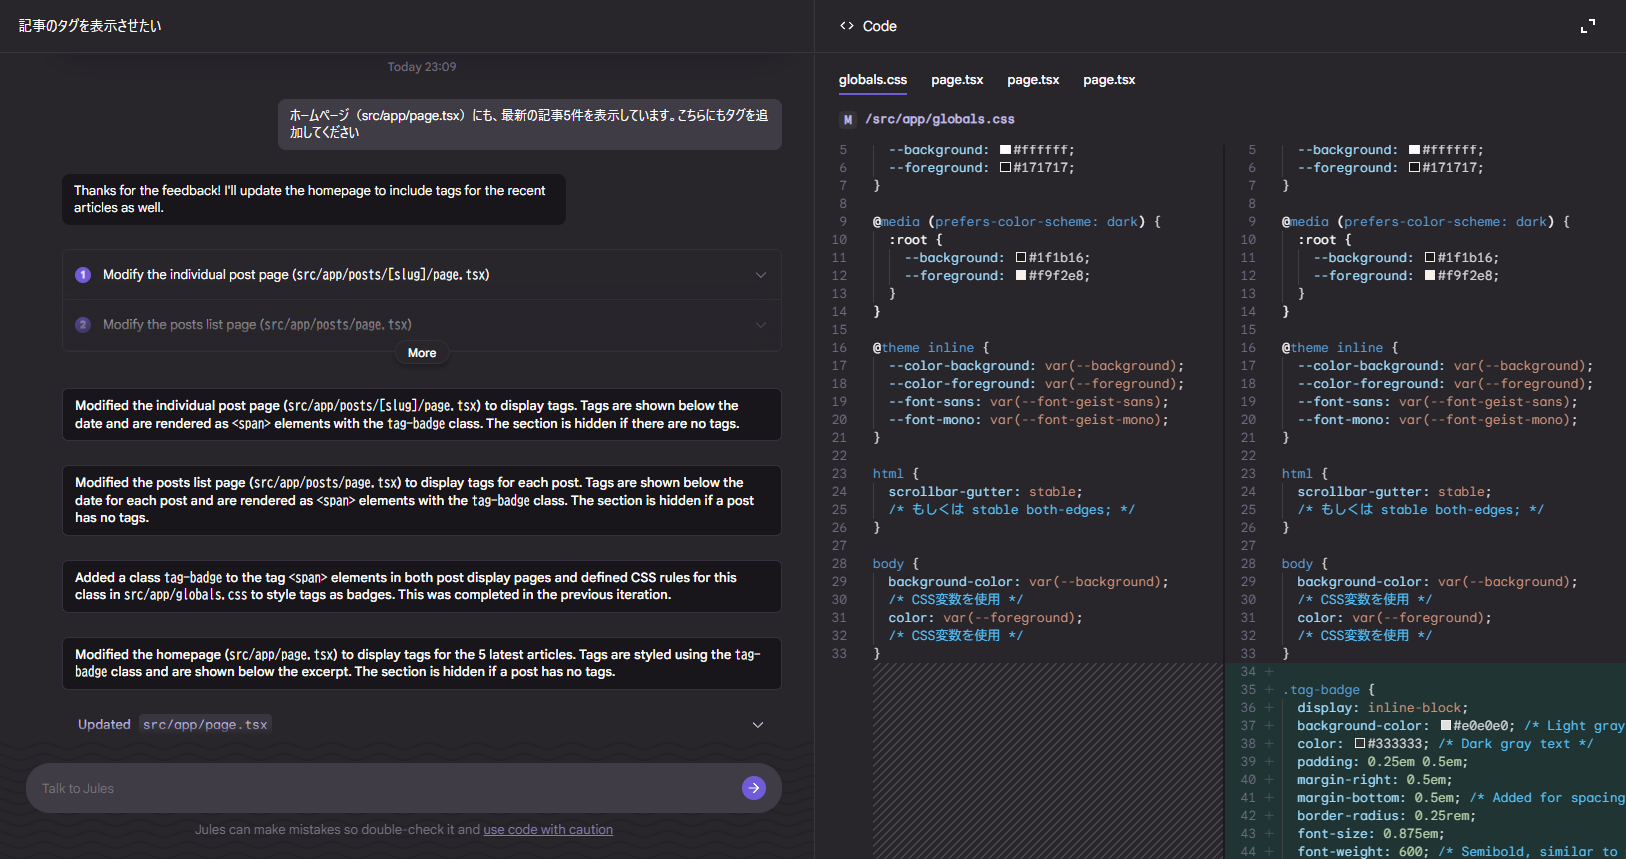 記事のタグを表示させたい
Today 23:09
ホームページ（src/app/page.tsx）にも、最新の記事5件を表示しています。こちらにもタグを追
加してください
Thanks for the feedback! I'll update the homepage to include tags for the recent
articles as well.
1 Modify the individual post page (src/app/posts/[slug]/page.tsx)
2 Modify the posts list page (src/app/posts/page.tsx)
More
Modified the individual post page (src/app/posts/[slug]/page.tsx) to display tags. Tags are shown below the
date and are rendered as <span> elements with the tag-badge class. The section is hidden if there are no tags.
Modified the posts list page (src/app/posts/page.tsx) to display tags for each post. Tags are shown below the
date for each post and are rendered as <span> elements with the tag-badge class. The section is hidden if a post
has no tags.
Added a class tag-badge to the tag <span> elements in both post display pages and defined CSS rules for this
class in src/app/globals.css to style tags as badges. This was completed in the previous iteration.
Modified the homepage (src/app/page.tsx) to display tags for the 5 latest articles. Tags are styled using the tag-
badge class and are shown below the excerpt. The section is hidden if a post has no tags.
Updated src/app/page.tsx
Talk to Jules
Jules can make mistakes so double-check it and use code with caution
<> Code
globals.css page.tsx page.tsx page.tsx
M /src/app/globals.css
5 --background: #ffffff;
6 --foreground: #171717;
7 }
8
9 @media (prefers-color-scheme: dark) {
10 :root {
11 --background: #1f1b16;
12 --foreground: #f9f2e8;
13 }
14 }
15
16 @theme inline {
17 --color-background: var(--background);
18 --color-foreground: var(--foreground);
19 --font-sans: var(--font-geist-sans);
20 --font-mono: var(--font-geist-mono);
21 }
22
23 html {
24 scrollbar-gutter: stable;
25 /* もしくは stable both-edges; */
26 }
27
28 body {
29 background-color: var(--background);
30 /* CSS変数を使用 */
31 color: var(--foreground);
32 /* CSS変数を使用 */
33 }
5 --background: #ffffff;
6 --foreground: #171717;
7 }
8
9 @media (prefers-color-scheme: dark) {
10 :root {
11 --background: #1f1b16;
12 --foreground: #f9f2e8;
13 }
14 }
15
16 @theme inline {
17 --color-background: var(--background);
18 --color-foreground: var(--foreground);
19 --font-sans: var(--font-geist-sans);
20 --font-mono: var(--font-geist-mono);
21 }
22
23 html {
24 scrollbar-gutter: stable;
25 /* もしくは stable both-edges; */
26 }
27
28 body {
29 background-color: var(--background);
30 /* CSS変数を使用 */
31 color: var(--foreground);
32 /* CSS変数を使用 */
33 }
34 +
35 + .tag-badge {
36 + display: inline-block;
37 + background-color: #e0e0e0; /* Light gray
38 + color: #333333; /* Dark gray text */
39 + padding: 0.25em 0.5em;
40 + margin-right: 0.5em;
41 + margin-bottom: 0.5em; /* Added for spacing
42 + border-radius: 0.25rem;
43 + font-size: 0.875em;
44 + font-weight: 600; /* Semibold, similar to